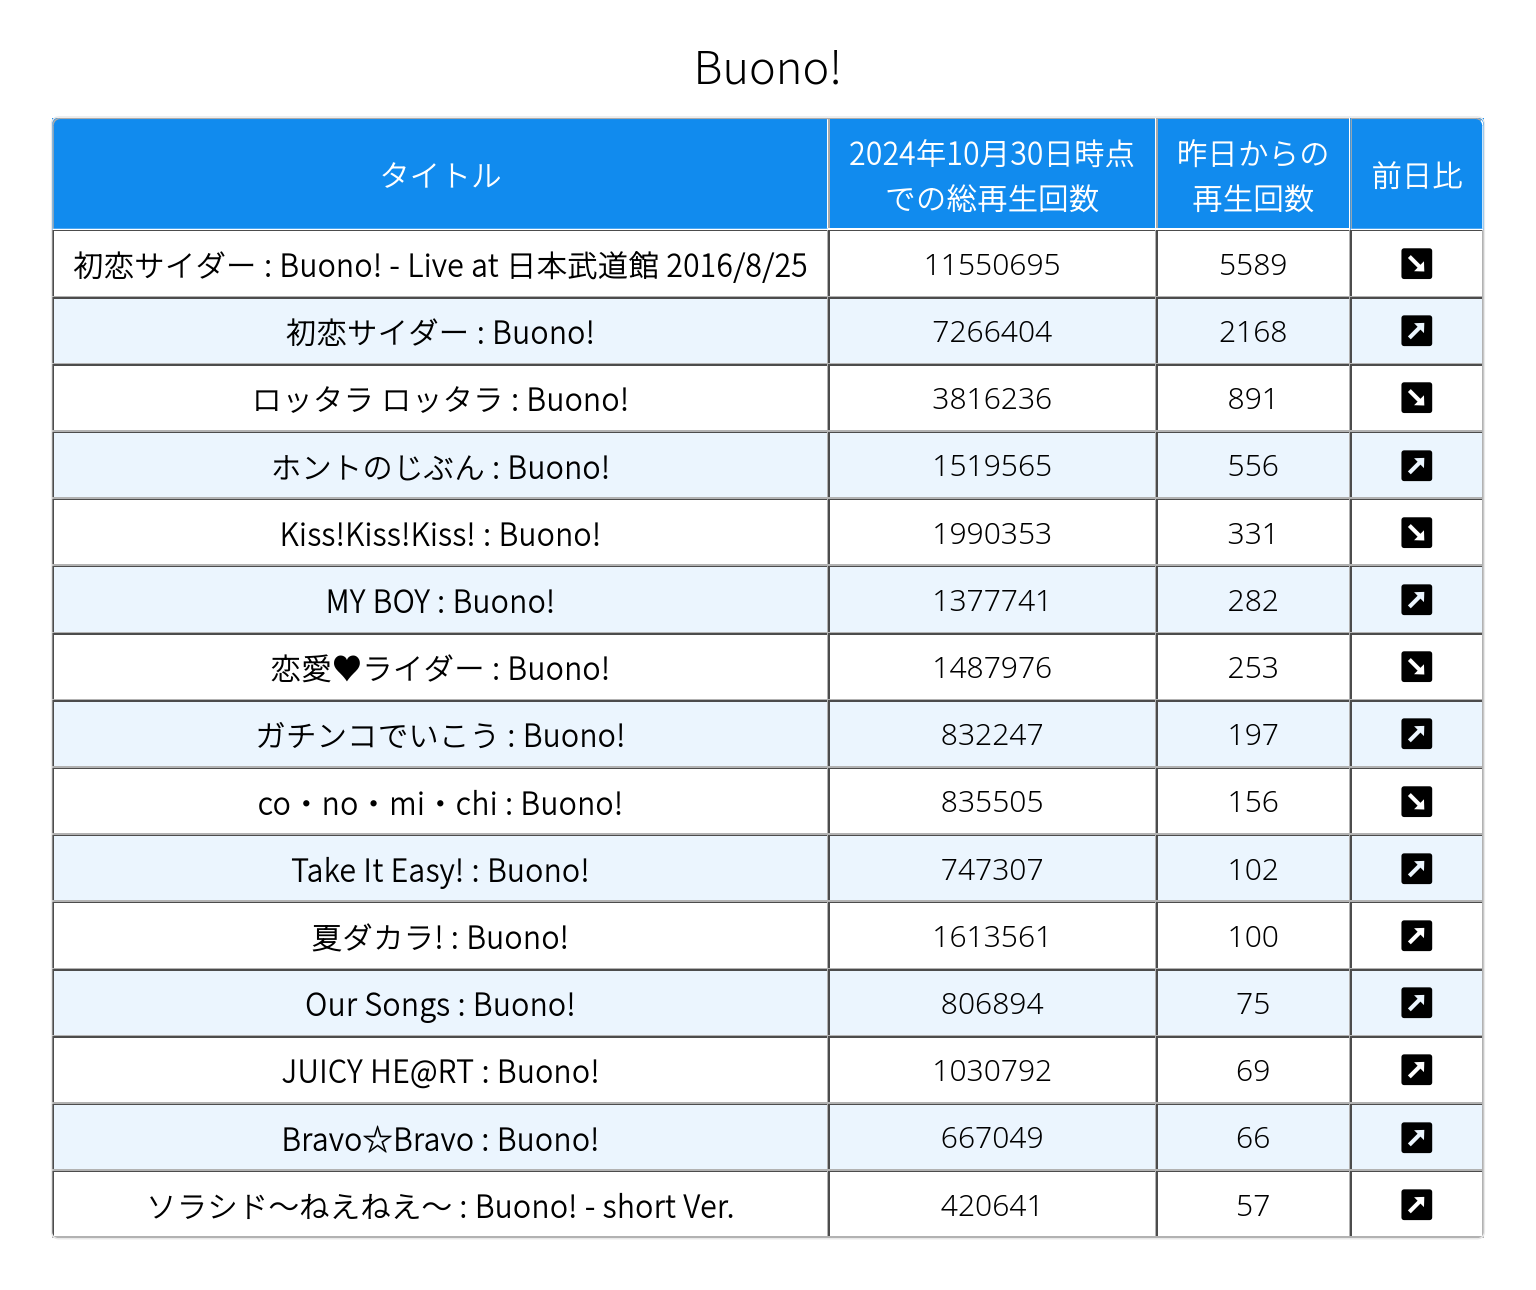 Buono!
タイトル 2024年10月30日時点での総再生回数 昨日からの再生回数 前日比
初恋サイダー : Buono! - Live at 日本武道館 2016/8/25 11550695 5589 ↘
初恋サイダー : Buono! 7266404 2168 ↗
ロッタラ ロッタラ : Buono! 3816236 891 ↘
ホントのじぶん : Buono! 1519565 556 ↗
Kiss!Kiss!Kiss! : Buono! 1990353 331 ↘
MY BOY : Buono! 1377741 282 ↗
恋愛♥ライダー : Buono! 1487976 253 ↘
ガチンコでいこう : Buono! 832247 197 ↗
co・no・mi・chi : Buono! 835505 156 ↘
Take It Easy! : Buono! 747307 102 ↗
夏ダカラ! : Buono! 1613561 100 ↗
Our Songs : Buono! 806894 75 ↗
JUICY HE@RT : Buono! 1030792 69 ↗
Bravo☆Bravo : Buono! 667049 66 ↗
ソラシド〜ねえねえ〜 : Buono! - short Ver. 420641 57 ↗